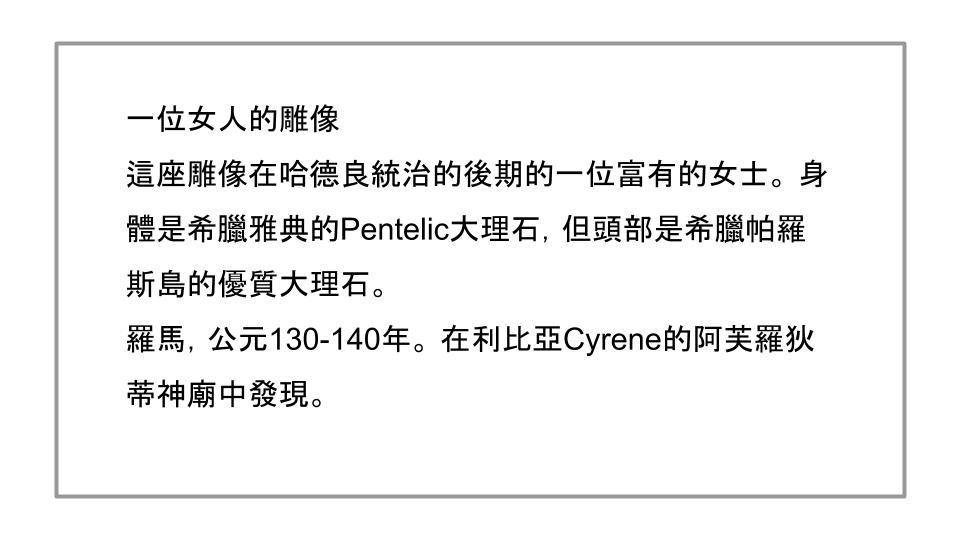 一位女人的雕像
這座雕像在哈德良統治的後期的一位富有的女士。身
體是希臘雅典的Pentelic大理石，但頭部是希臘帕羅
斯島的優質大理石。
羅馬，公元130-140年。在利比亞Cyrene的阿芙羅狄
蒂神廟中發現。